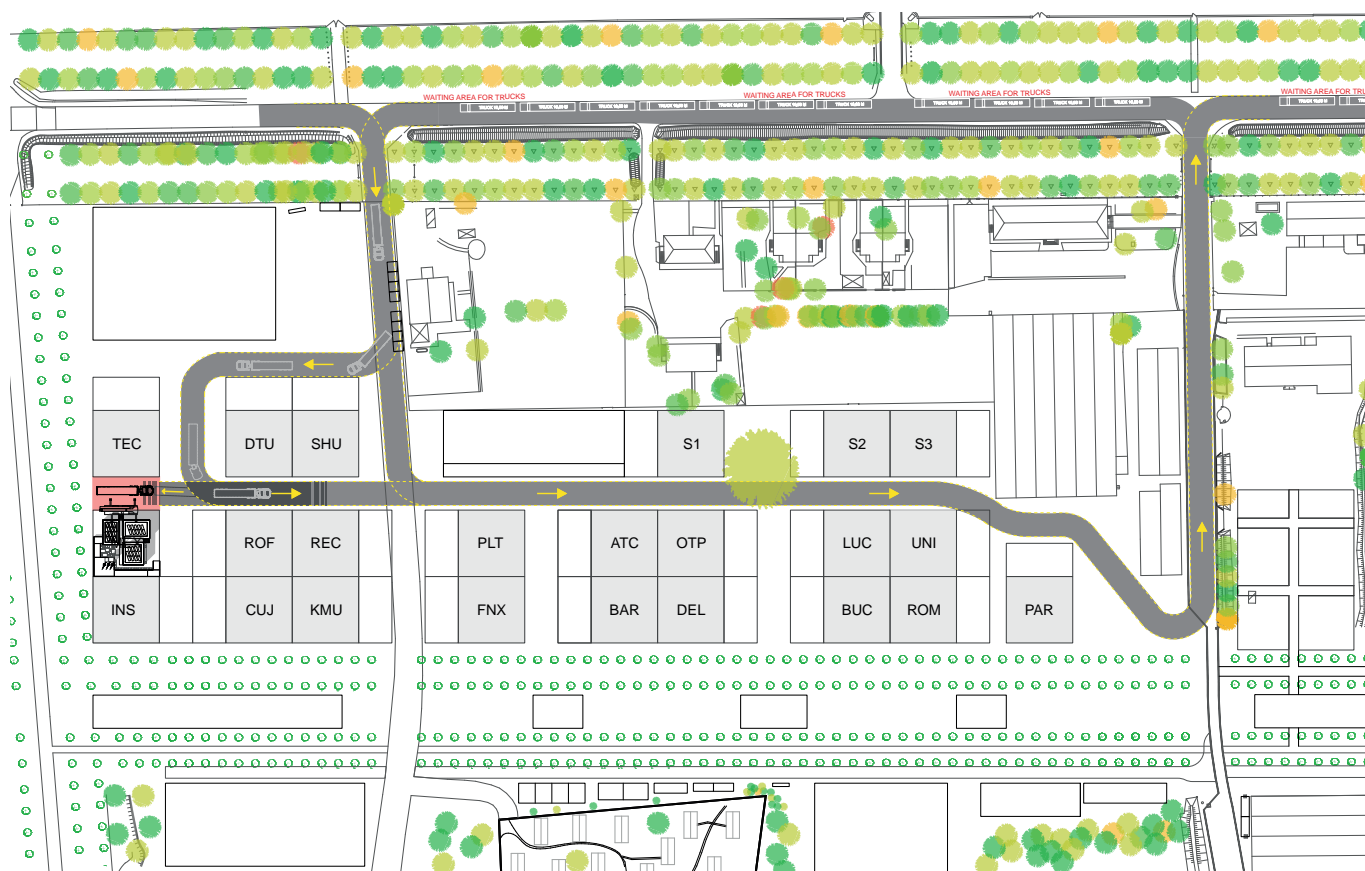 WAITING AREA FOR TRUCKS
WAITING AREA FOR TRUCKS
WAITING AREA FOR TRUCKS
WAITING AREA FOR TRU
TEC
DTU
SHU
S1
S2
S3
ROF
REC
PLT
ATC
OTP
LUC
UNI
INS
CUJ
KMU
FNX
BAR
DEL
BUC
ROM
PAR